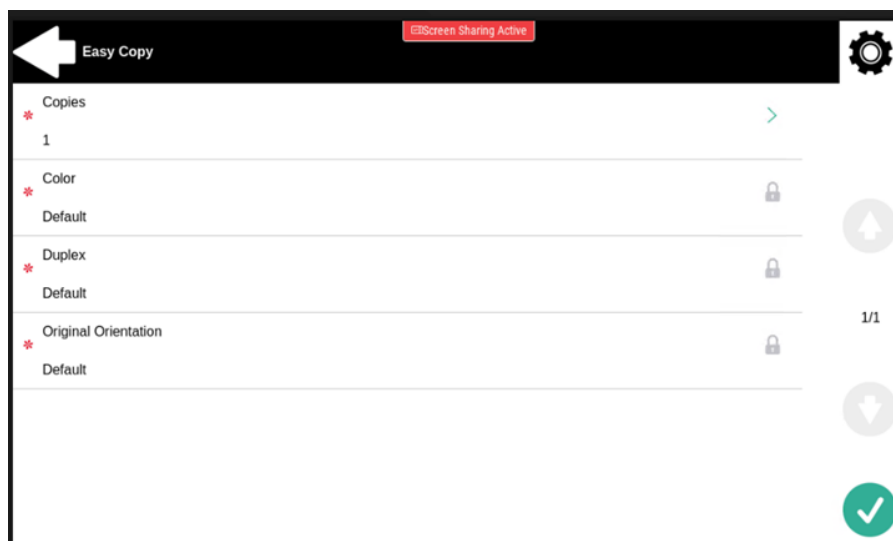 Screen Sharing Active
Easy Copy
Copies
1
Color
Default
Duplex
Default
Original Orientation
Default
1/1